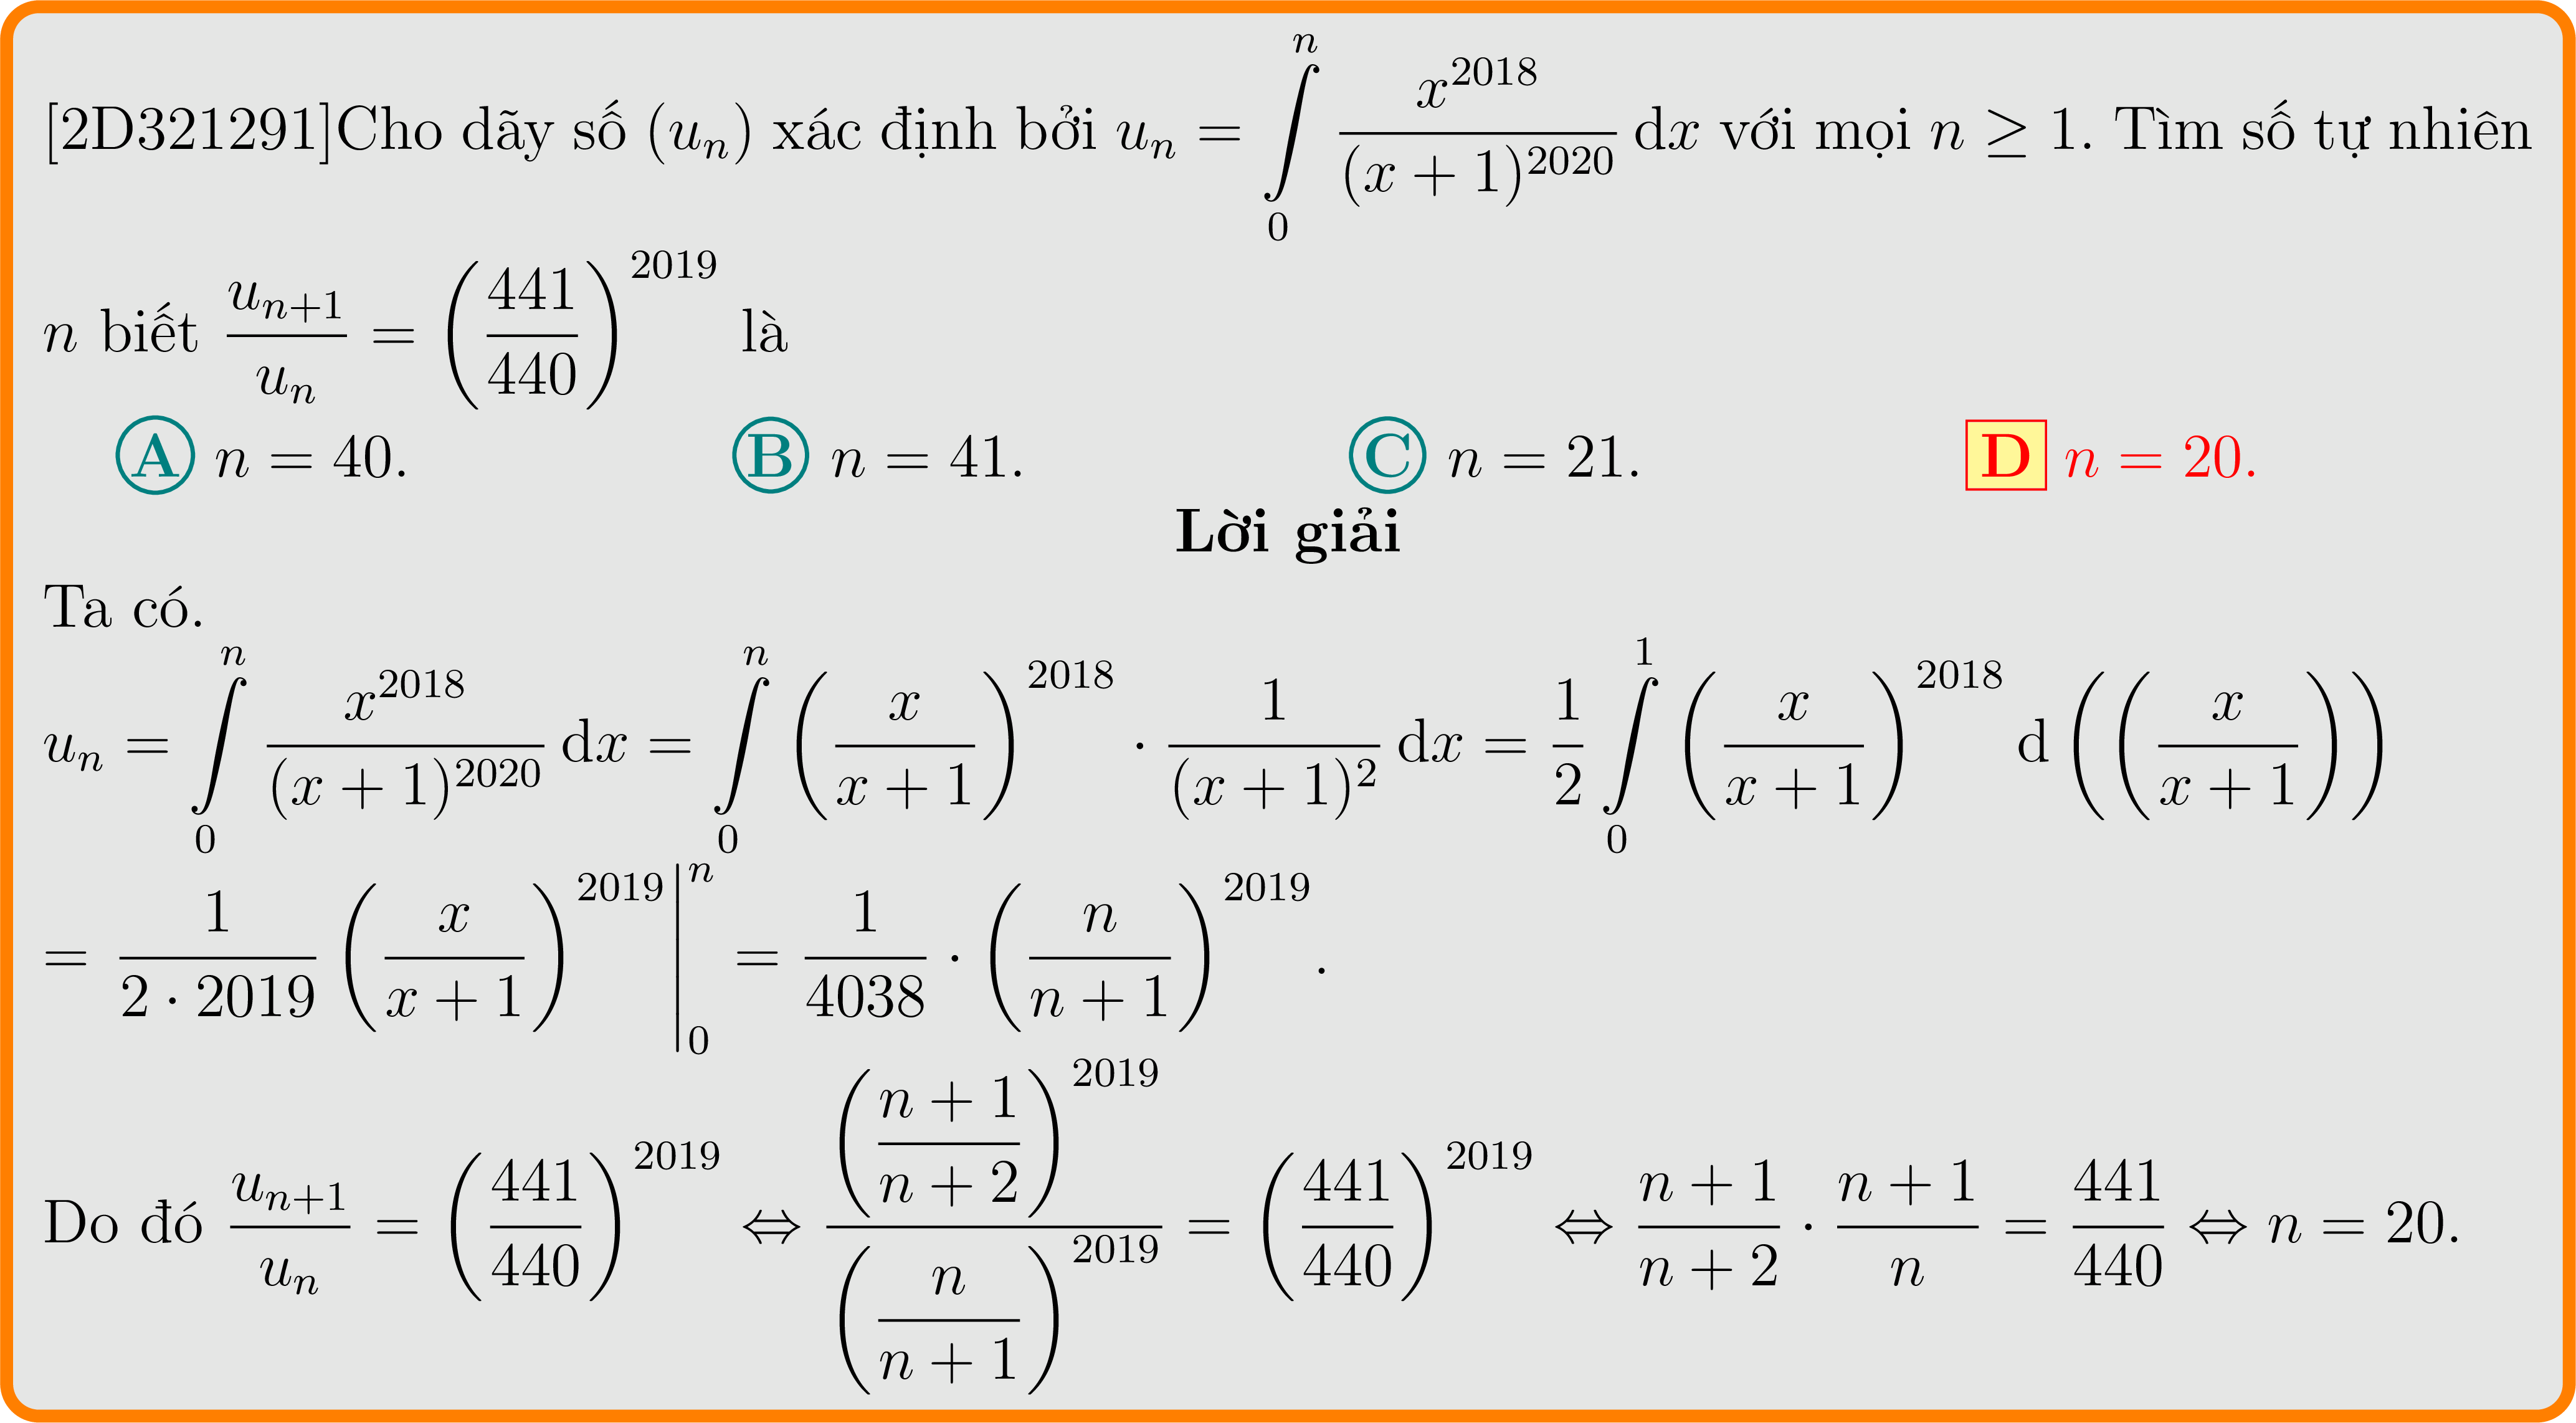 [2D321291]Cho dãy số $(u_n)$ xác định bởi $u_n = \int\limits_0^n \frac{x^{2018}}{(x+1)^{2020}} \, \mathrm{d}x$ với mọi $n \geq 1$. Tìm số tự nhiên
$n$ biết $\frac{u_{n+1}}{u_n} = \left(\frac{441}{440}\right)^{2019}$ là
A $n = 40$. B $n = 41$. C $n = 21$. D $n = 20$.
Lời giải
Ta có.
$u_n = \int\limits_0^n \frac{x^{2018}}{(x+1)^{2020}} \, \mathrm{d}x = \int\limits_0^n \left(\frac{x}{x+1}\right)^{2018} \cdot \frac{1}{(x+1)^2} \, \mathrm{d}x = \frac{1}{2} \int\limits_0^1 \left(\frac{x}{x+1}\right)^{2018} \mathrm{d}\left(\left(\frac{x}{x+1}\right)\right)$
$= \frac{1}{2 \cdot 2019} \left(\frac{x}{x+1}\right)^{2019} \Big|_0^n = \frac{1}{4038} \cdot \left(\frac{n}{n+1}\right)^{2019}.$
Do đó $\frac{u_{n+1}}{u_n} = \left(\frac{441}{440}\right)^{2019} \Leftrightarrow \frac{\left(\frac{n+1}{n+2}\right)^{2019}}{\left(\frac{n}{n+1}\right)^{2019}} = \left(\frac{441}{440}\right)^{2019} \Leftrightarrow \frac{n+1}{n+2} \cdot \frac{n+1}{n} = \frac{441}{440} \Leftrightarrow n = 20.$